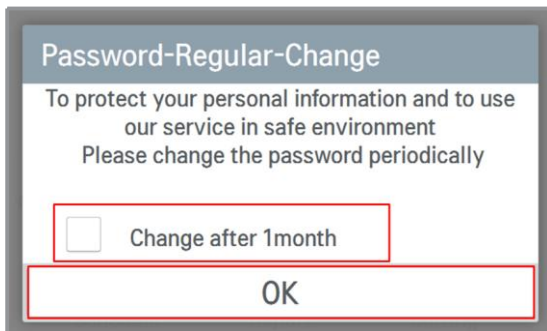 Password-Regular-Change
To protect your personal information and to use
our service in safe environment
Please change the password periodically
Change after 1month
OK